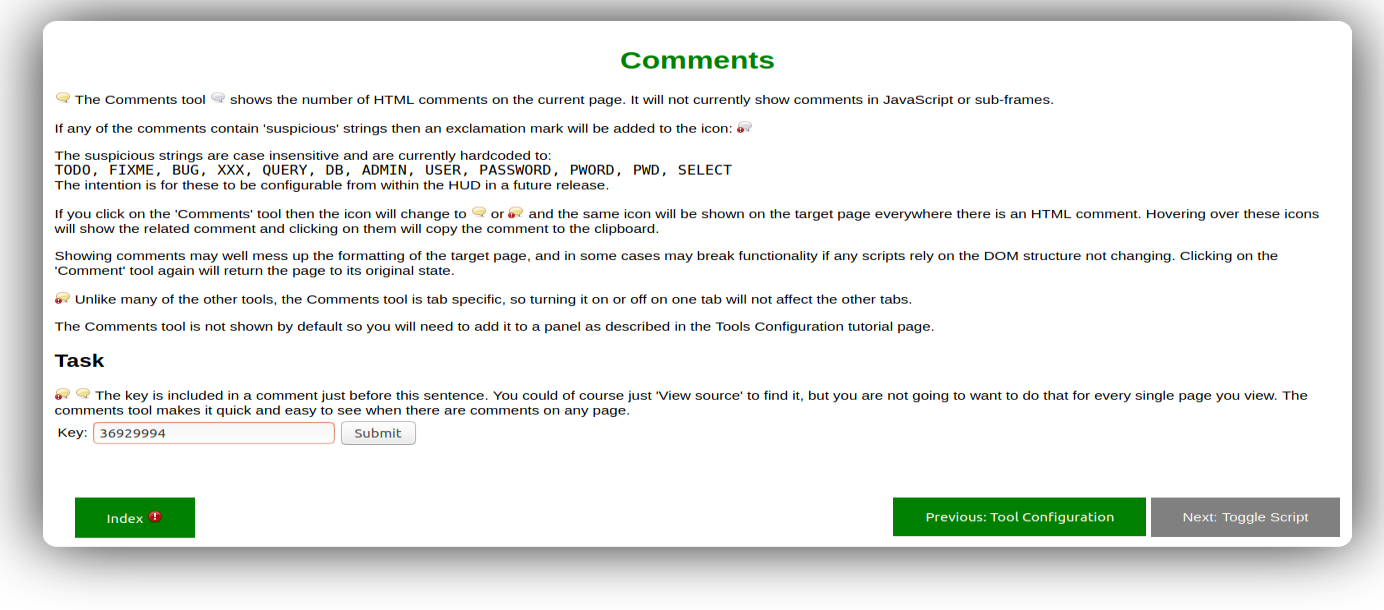 Comments
The Comments tool shows the number of HTML comments on the current page. It will not currently show comments in JavaScript or sub-frames.
If any of the comments contain 'suspicious' strings then an exclamation mark will be added to the icon:
The suspicious strings are case insensitive and are currently hardcoded to:
TODO, FIXME, BUG, XXX, QUERY, DB, ADMIN, USER, PASSWORD, PWORD, PWD, SELECT
The intention is for these to be configurable from within the HUD in a future release.
If you click on the 'Comments' tool then the icon will change to or and the same icon will be shown on the target page everywhere there is an HTML comment. Hovering over these icons
will show the related comment and clicking on them will copy the comment to the clipboard.
Showing comments may well mess up the formatting of the target page, and in some cases may break functionality if any scripts rely on the DOM structure not changing. Clicking on the
'Comment' tool again will return the page to its original state.
Unlike many of the other tools, the Comments tool is tab specific, so turning it on or off on one tab will not affect the other tabs.
The Comments tool is not shown by default so you will need to add it to a panel as described in the Tools Configuration tutorial page.
Task
The key is included in a comment just before this sentence. You could of course just 'View source' to find it, but you are not going to want to do that for every single page you view. The
comments tool makes it quick and easy to see when there are comments on any page.
Key: 36929994 Submit
Index Previous: Tool Configuration Next: Toggle Script